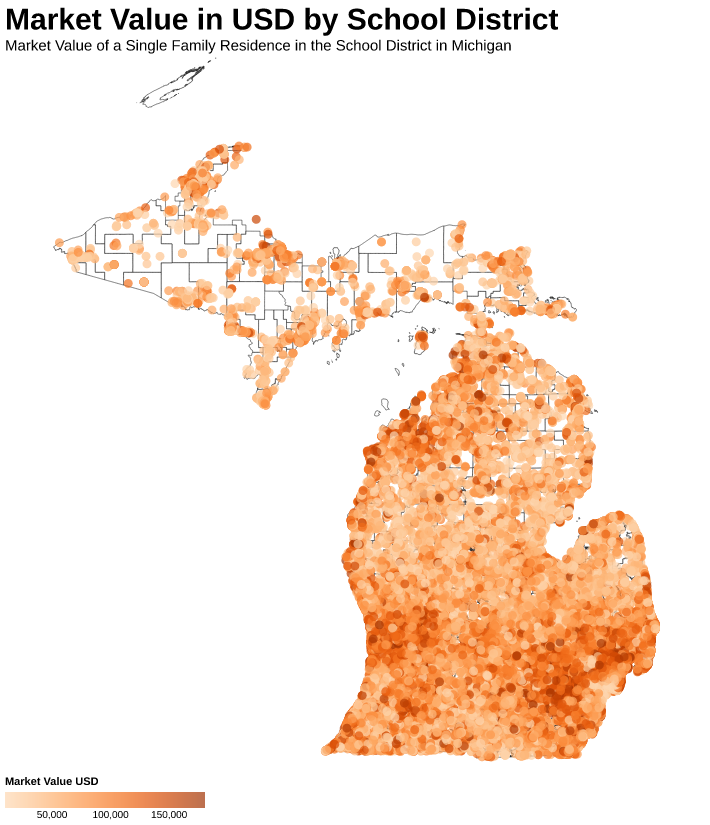 Market Value in USD by School District
Market Value of a Single Family Residence in the School District in Michigan
Market Value USD
50,000 100,000 150,000